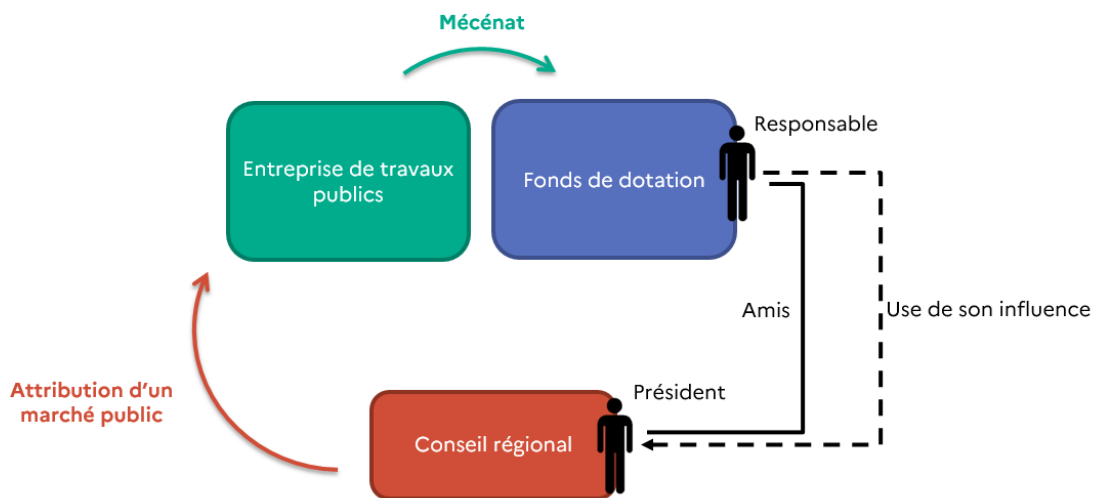 Mécénat
Entreprise de travaux
publics
Fonds de dotation
Responsable
Amis
Use de son influence
Attribution d’un
marché public
Président
Conseil régional